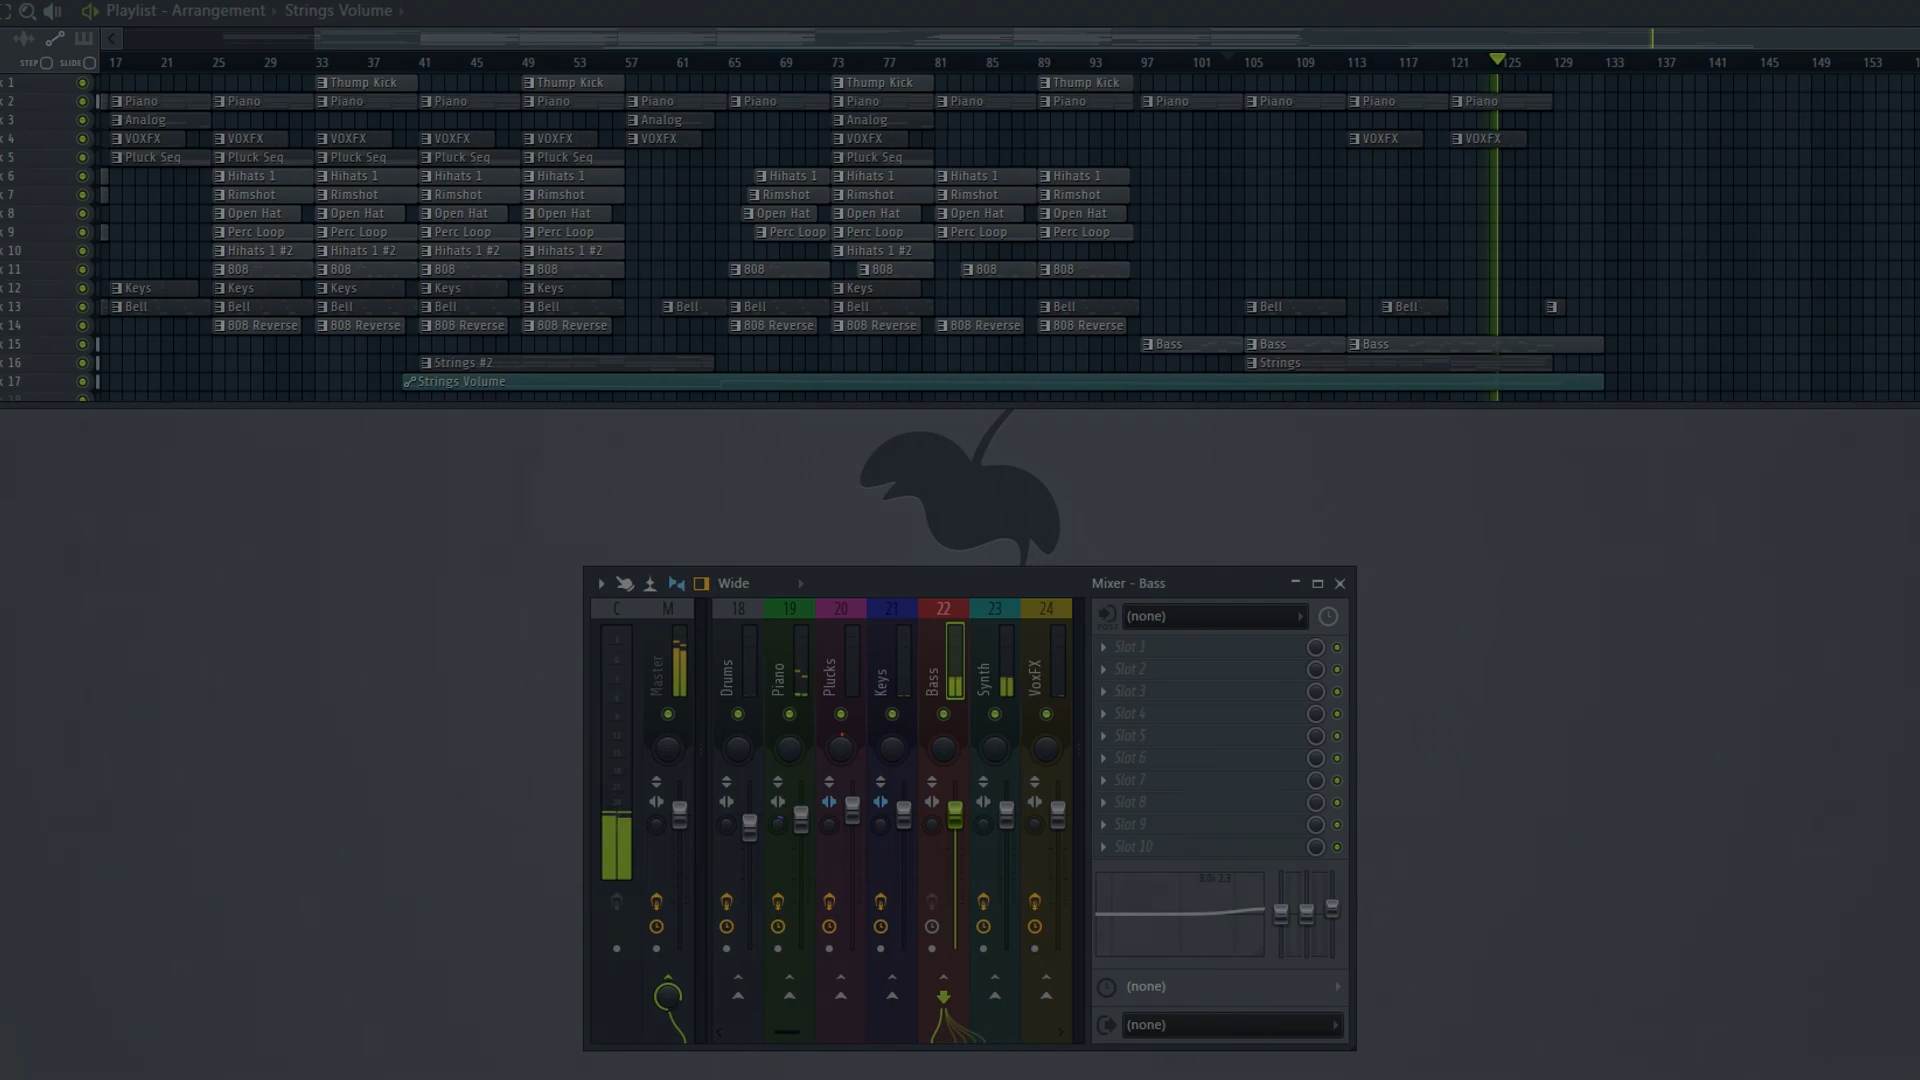 Playlist - Arrangement › Strings Volume ›
17 21 25 29 33 37 41 45 49 53 57 61 65 69 73 77 81 85 89 93 97 101 105 109 113 117 121 125 129 133 137 141 145 149 153
STEP SLIDE
1 Thump Kick Thump Kick Thump Kick Thump Kick
2 Piano Piano Piano Piano Piano Piano Piano Piano Piano Piano Piano Piano Piano Piano
3 Analog Analog Analog
4 VOXFX VOXFX VOXFX VOXFX VOXFX VOXFX VOXFX VOXFX VOXFX
5 Pluck Seq Pluck Seq Pluck Seq Pluck Seq Pluck Seq Pluck Seq
6 Hihats 1 Hihats 1 Hihats 1 Hihats 1 Hihats 1 Hihats 1 Hihats 1 Hihats 1
7 Rimshot Rimshot Rimshot Rimshot Rimshot Rimshot Rimshot Rimshot
8 Open Hat Open Hat Open Hat Open Hat Open Hat Open Hat Open Hat Open Hat
9 Perc Loop Perc Loop Perc Loop Perc Loop Perc Loop Perc Loop Perc Loop Perc Loop
10 Hihats 1 #2 Hihats 1 #2 Hihats 1 #2 Hihats 1 #2 Hihats 1 #2
11 808 808 808 808 808 808 808 808
12 Keys Keys Keys Keys Keys Keys
13 Bell Bell Bell Bell Bell Bell Bell Bell Bell Bell Bell
14 808 Reverse 808 Reverse 808 Reverse 808 Reverse 808 Reverse 808 Reverse 808 Reverse 808 Reverse
15 Bass Bass Bass
16 Strings #2 Strings
17 Strings Volume
Wide
Mixer - Bass
C M 18 19 20 21 22 23 24
Master
Drums
Piano
Plucks
Keys
Bass
Synth
VoxFX
POST
(none)
Slot 1
Slot 2
Slot 3
Slot 4
Slot 5
Slot 6
Slot 7
Slot 8
Slot 9
Slot 10
(none)
(none)